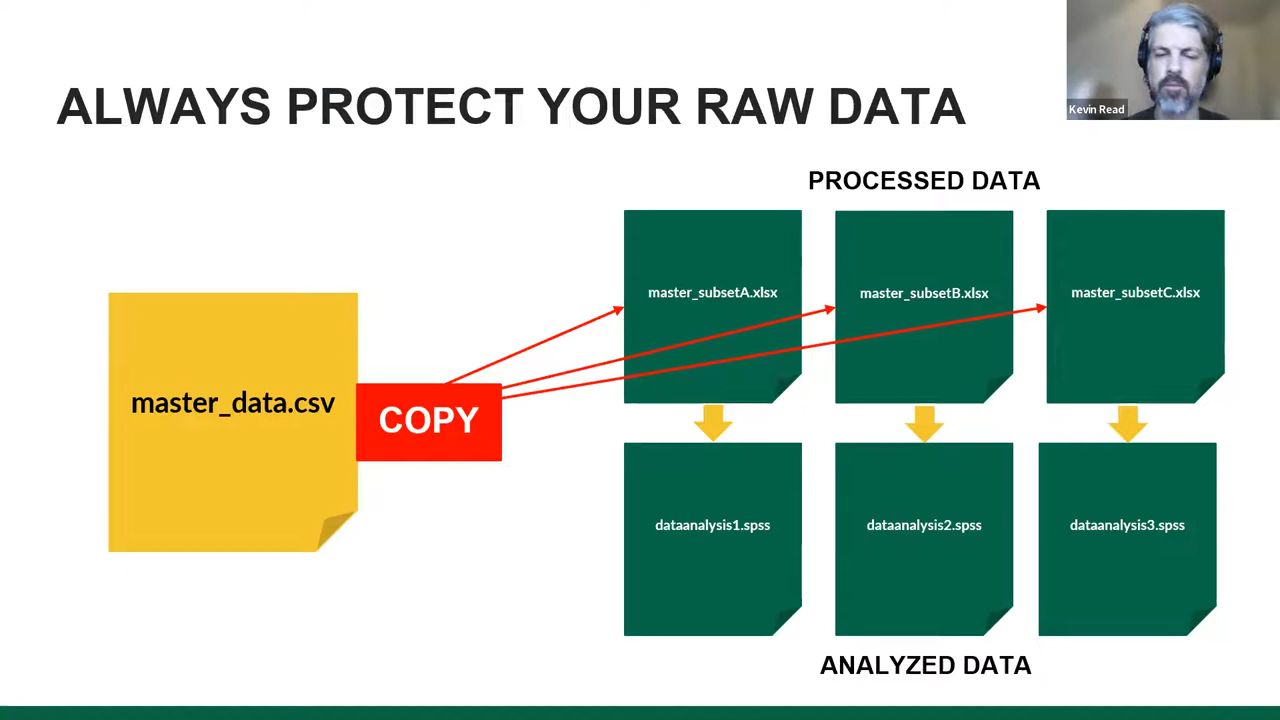 ALWAYS PROTECT YOUR RAW DATA
Kevin Read
PROCESSED DATA
master_subsetA.xlsx
master_subsetB.xlsx
master_subsetC.xlsx
master_data.csv
COPY
dataanalysis1.spss
dataanalysis2.spss
dataanalysis3.spss
ANALYZED DATA